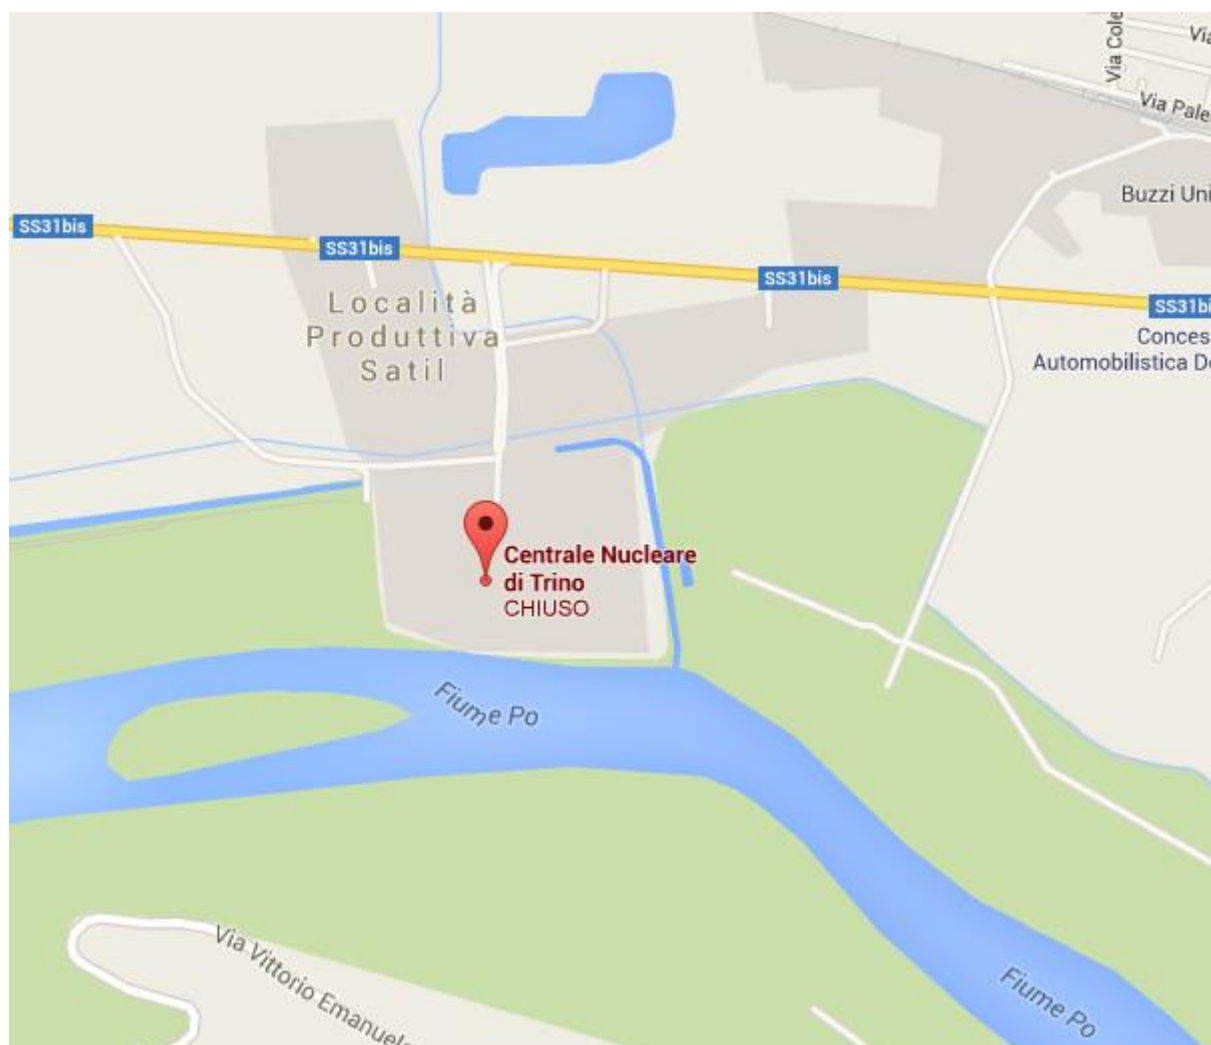 Via Cole
Via
Via Pale
Buzzi Uni
SS31bis
SS31bis
SS31bis
SS31bi
Località
Produttiva
Satil
Conces
Automobilistica D
Centrale Nucleare
di Trino
CHIUSO
Fiume Po
Via Vittorio Emanuele
Fiume Po